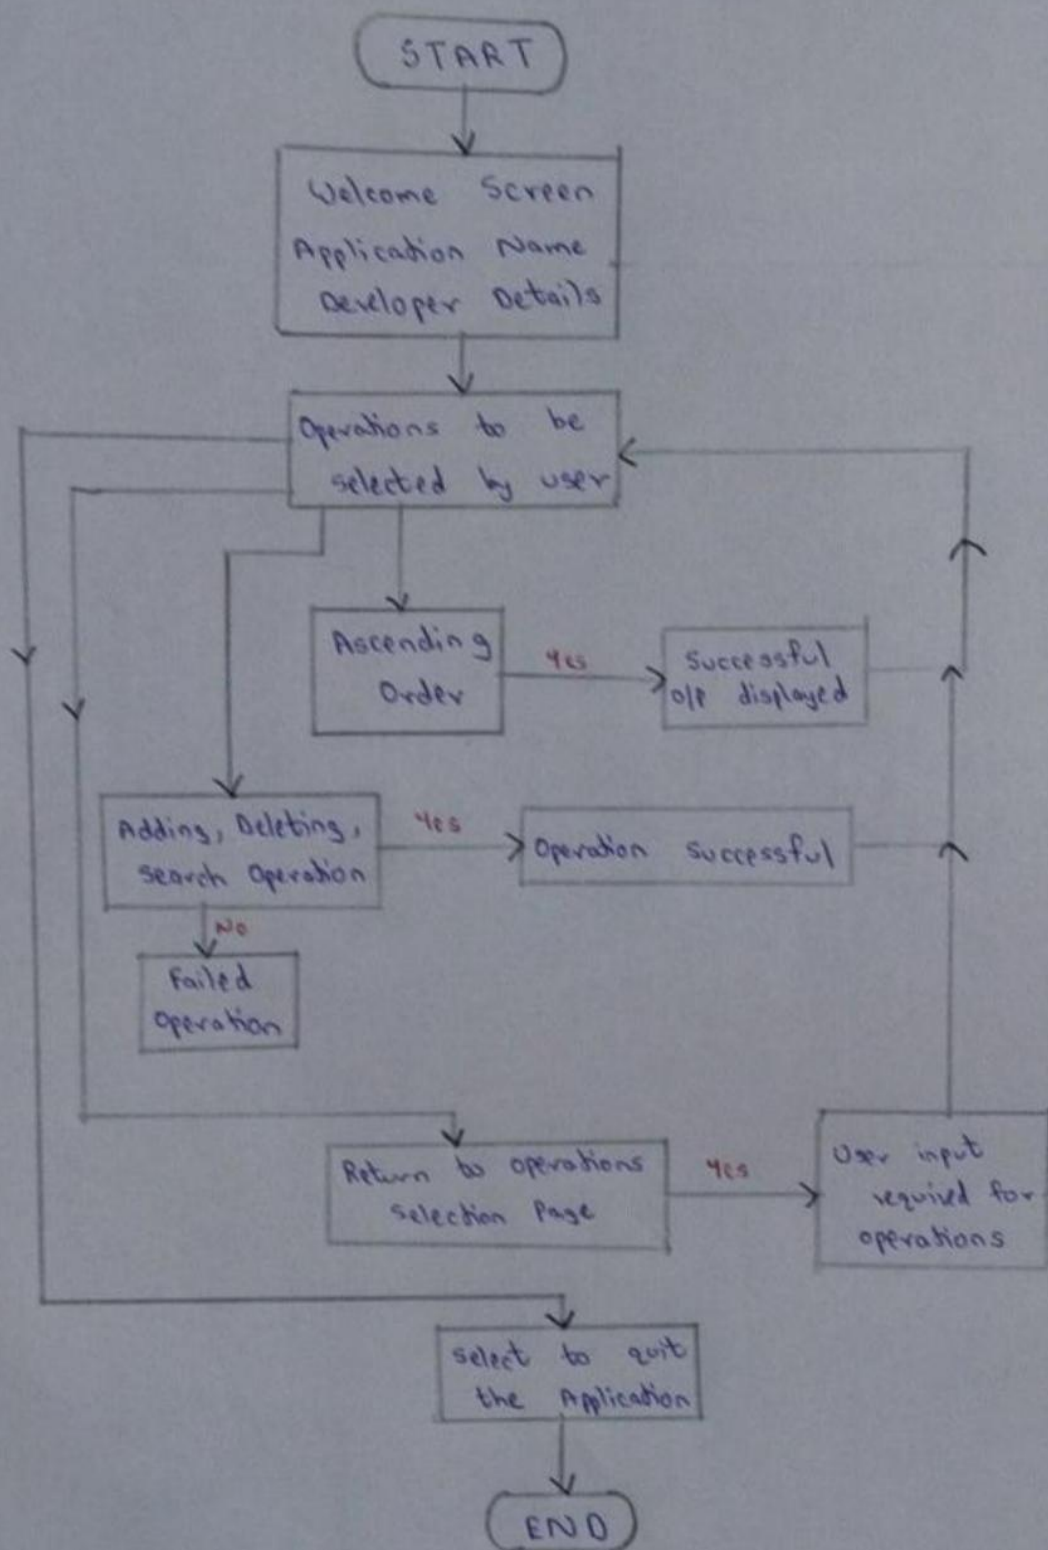 START
Welcome Screen
Application Name
Developer Details
Operations to be
selected by user
Ascending
Order
Yes
Successful
o/p displayed
Adding, Deleting,
search Operation
Yes
Operation Successful
No
Failed
Operation
Return to operations
selection Page
Yes
User input
required for
operations
select to quit
the Application
END